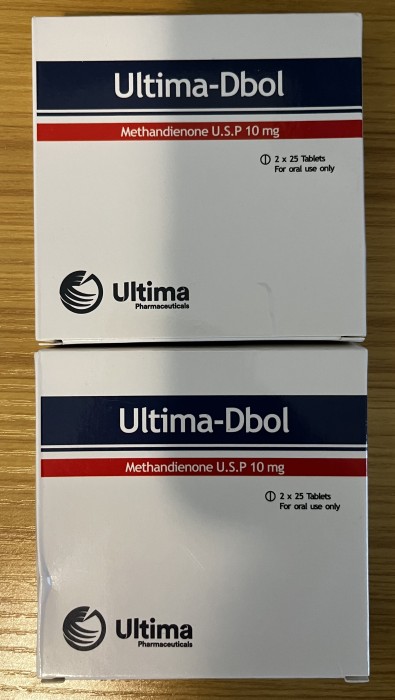 Ultima-Dbol
Methandienone U.S.P 10 mg
2 x 25 Tablets
For oral use only
Ultima
Pharmaceuticals
Ultima-Dbol
Methandienone U.S.P 10 mg
2 x 25 Tablets
For oral use only
Ultima
Pharmaceuticals